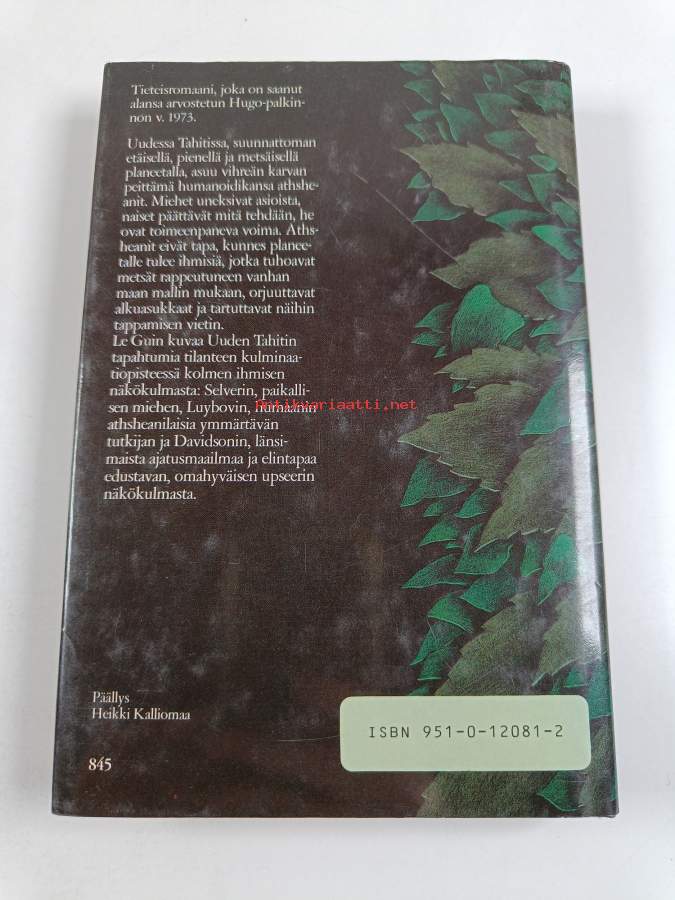 Tieteisromaani, joka on saanut
alansa arvostetun Hugo-palkin-
non v. 1973.
Uudessa Tahitissa, suunnattoman
etäisellä, pienellä ja metsäisellä
planeetalla, asuu vihreän karvan
peittämä humanoidikansa athshe-
anit. Miehet uneksivat asioista,
naiset päättävät mitä tehdään, he
ovat toimeenpaneva voima. Aths-
heanit eivät tapa, kunnes planee-
talle tulee ihmisiä, jotka tuhoavat
metsät rappeutuneen vanhan
maan mallin mukaan, orjuuttavat
alkuasukkaat ja tartuttavat näihin
tappamisen vietin.
Le Guin kuvaa Uuden Tahitin
tapahtumia tilanteen kulminaa-
tiopisteessä kolmen ihmisen
näkökulmasta: Selverin, paikalli-
sen miehen, Luybovin, humaanin
Antikvariaatti.net
athsheanilaisia ymmärtävän
tutkijan ja Davidsonin, länsi-
maista ajatusmaailmaa ja elintapaa
edustavan, omahyväisen upseerin
näkökulmasta.
Päällys
Heikki Kalliomaa
ISBN 951-0-12081-2
845